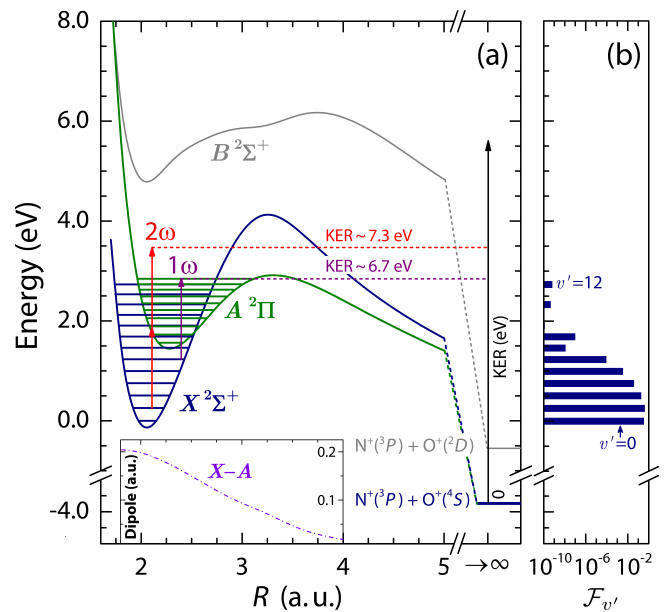 (a)
(b)
8.0
6.0
4.0
2.0
0.0
-4.0
Energy (eV)
B ²Σ⁺
2ω
1ω
KER ~ 7.3 eV
KER ~ 6.7 eV
A ²Π
X ²Σ⁺
KER (eV)
0
N⁺(³P) + O⁺(²D)
N⁺(³P) + O⁺(⁴S)
X–A
Dipole (a.u.)
0.2
0.1
2
3
4
5
→∞
R (a.u.)
v′=12
v′=0
10⁻¹⁰ 10⁻⁶ 10⁻²
ℱᵥ′